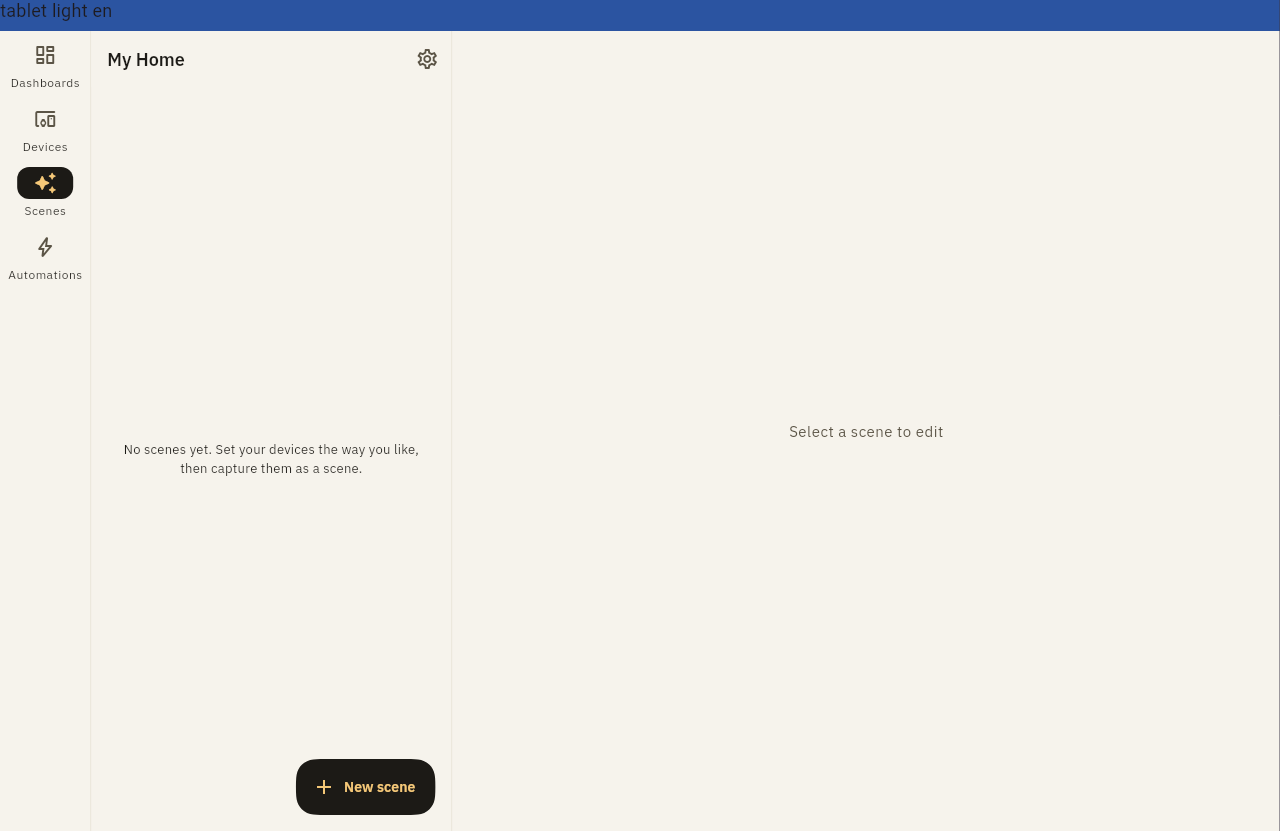 tablet light en
Dashboards
Devices
Scenes
Automations
My Home
No scenes yet. Set your devices the way you like,
then capture them as a scene.
New scene
Select a scene to edit